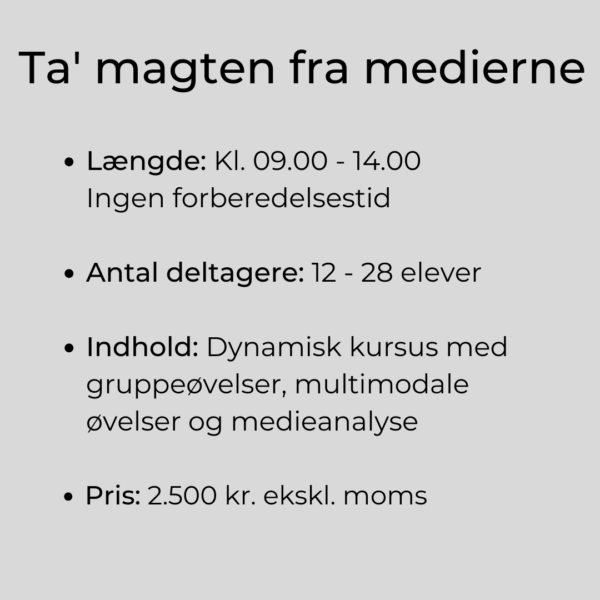 Ta' magten fra medierne
• Længde: Kl. 09.00 - 14.00
Ingen forberedelsestid
• Antal deltagere: 12 - 28 elever
• Indhold: Dynamisk kursus med
gruppeøvelser, multimodale
øvelser og medieanalyse
• Pris: 2.500 kr. ekskl. moms